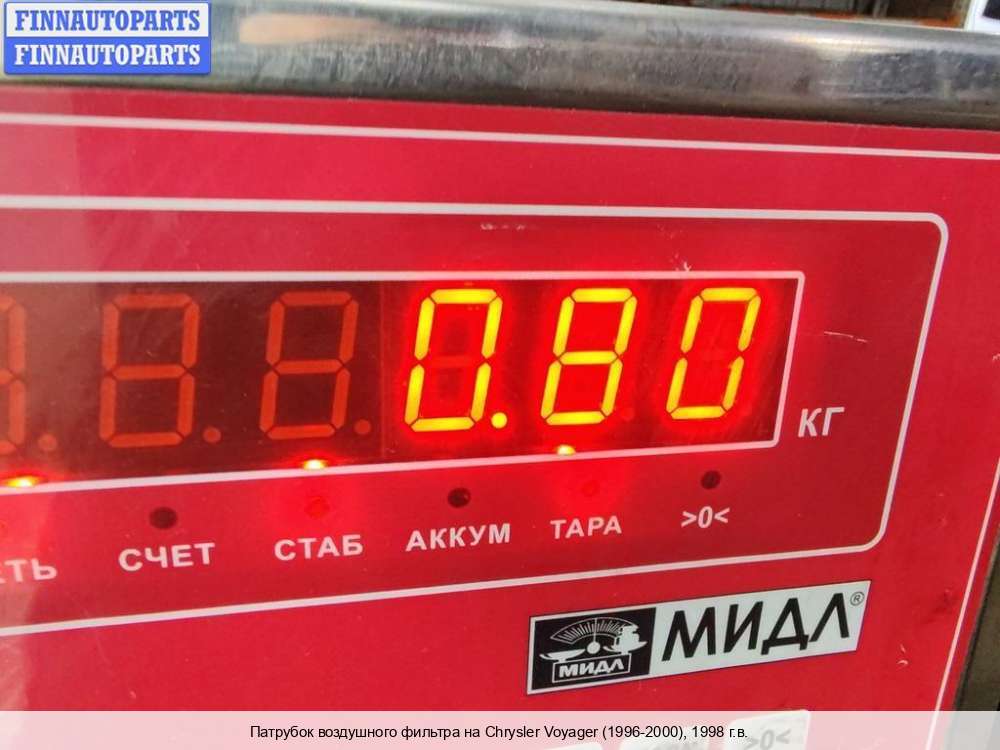 FINNAUTOPARTS
FINNAUTOPARTS
0.80
КГ
СЧЕТ СТАБ АККУМ ТАРА >0<
МИДЛ МИДЛ®
>0<
Патрубок воздушного фильтра на Chrysler Voyager (1996-2000), 1998 г.в.